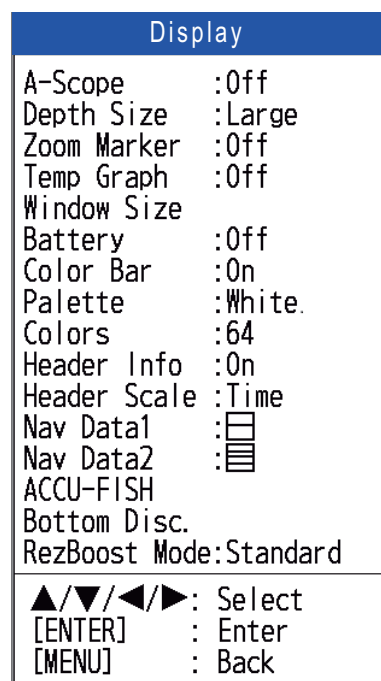 Display
A-Scope :Off
Depth Size :Large
Zoom Marker :Off
Temp Graph :Off
Window Size
Battery :Off
Color Bar :On
Palette :White.
Colors :64
Header Info :On
Header Scale :Time
Nav Data1 :
Nav Data2 :
ACCU-FISH
Bottom Disc.
RezBoost Mode:Standard
▲/▼/◀/▶: Select
[ENTER] : Enter
[MENU] : Back